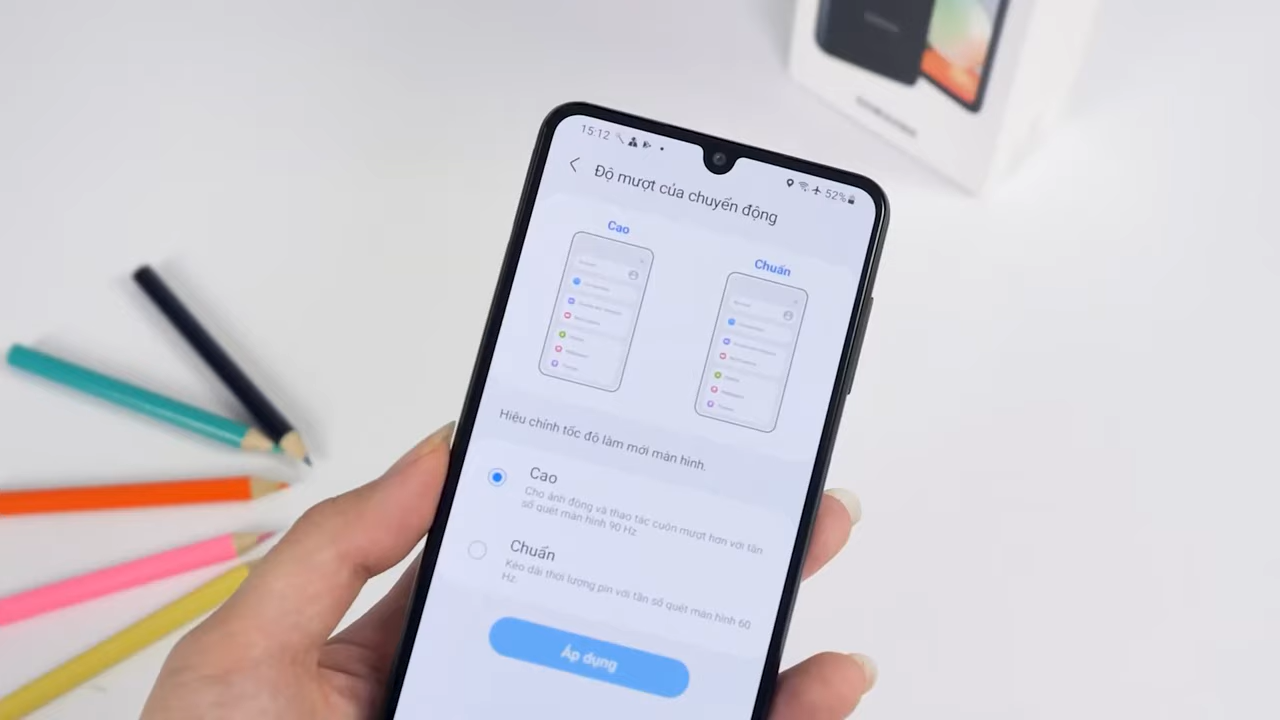 15:12
52%
Độ mượt của chuyển động
Cao
Chuẩn
Hiệu chỉnh tốc độ làm mới màn hình.
Cao
Cho ảnh động và thao tác cuộn mượt hơn với tần
số quét màn hình 90 Hz.
Chuẩn
Kéo dài thời lượng pin với tần số quét màn hình 60
Hz.
Áp dụng